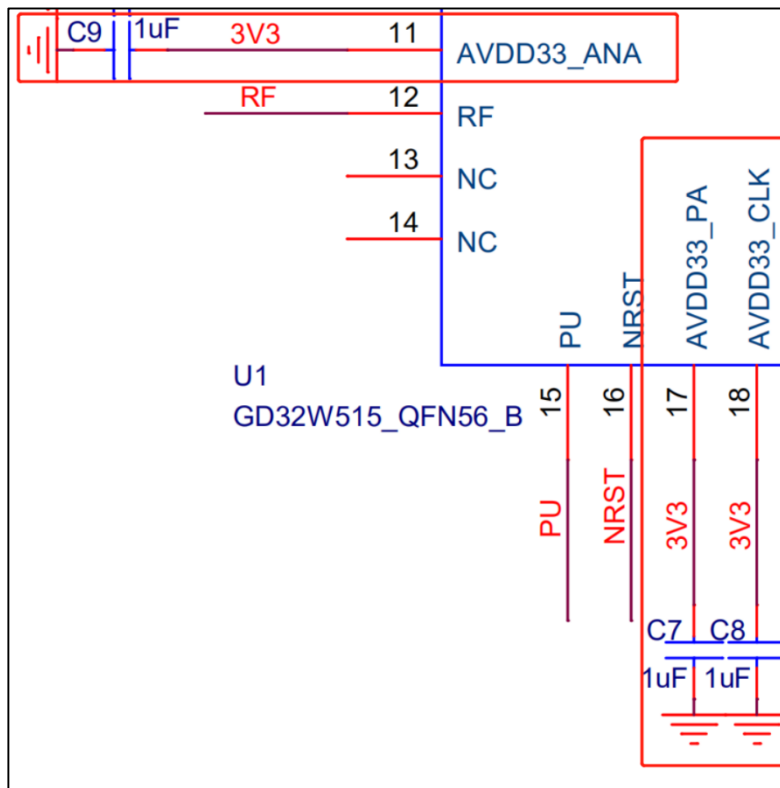 C9 1uF 3V3 11 AVDD33_ANA
RF 12 RF
13 NC
14 NC
PU NRST AVDD33_PA AVDD33_CLK
U1
GD32W515_QFN56_B
15 16 17 18
PU NRST 3V3 3V3
C7 C8
1uF 1uF